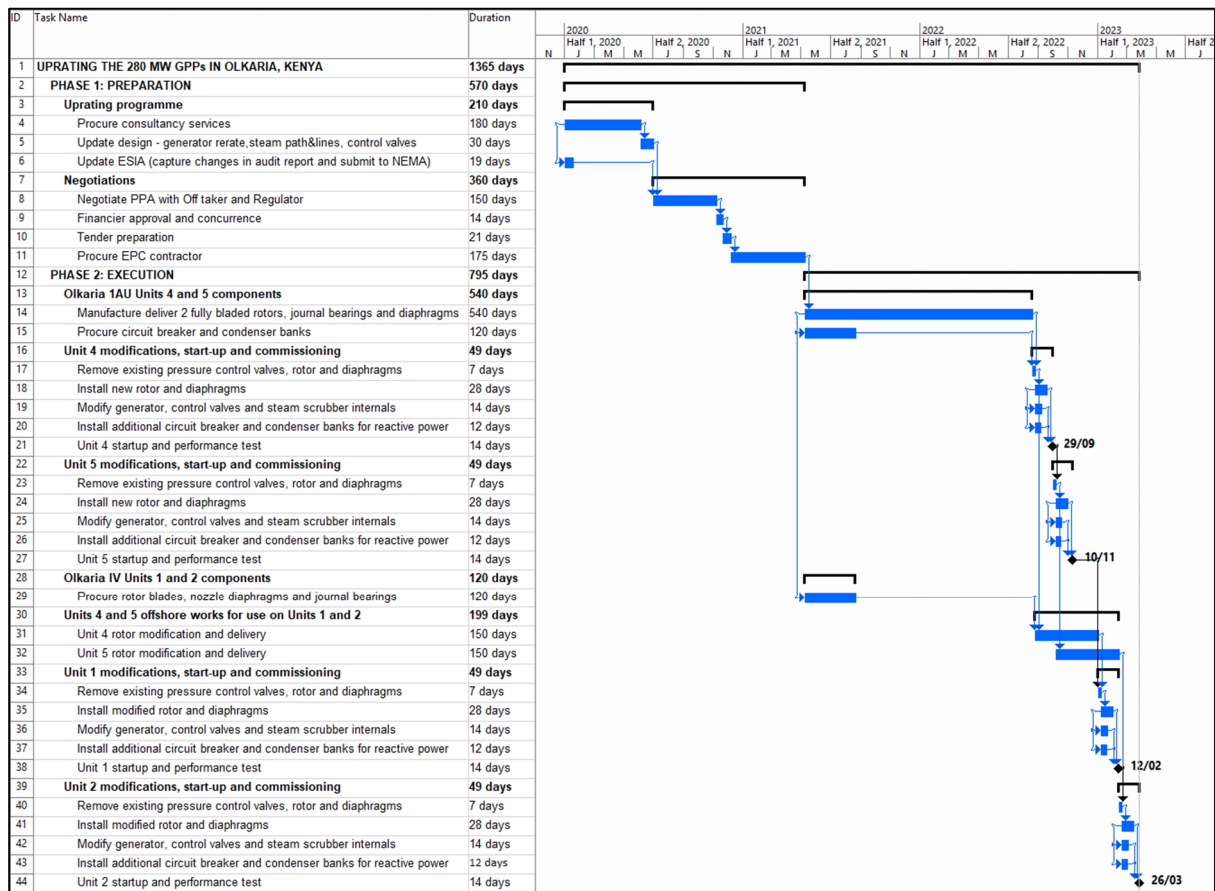 ID Task Name Duration
2020 2021 2022 2023
Half 1, 2020 Half 2, 2020 Half 1, 2021 Half 2, 2021 Half 1, 2022 Half 2, 2022 Half 1, 2023 Half 2
N J M M J S N J M M J S N J M M J S N J M M J
1 UPRATING THE 280 MW GPPs IN OLKARIA, KENYA 1365 days
2 PHASE 1: PREPARATION 570 days
3 Uprating programme 210 days
4 Procure consultancy services 180 days
5 Update design - generator rerate,steam path&lines, control valves 30 days
6 Update ESIA (capture changes in audit report and submit to NEMA) 19 days
7 Negotiations 360 days
8 Negotiate PPA with Off taker and Regulator 150 days
9 Financier approval and concurrence 14 days
10 Tender preparation 21 days
11 Procure EPC contractor 175 days
12 PHASE 2: EXECUTION 795 days
13 Olkaria 1AU Units 4 and 5 components 540 days
14 Manufacture deliver 2 fully bladed rotors, journal bearings and diaphragms 540 days
15 Procure circuit breaker and condenser banks 120 days
16 Unit 4 modifications, start-up and commissioning 49 days
17 Remove existing pressure control valves, rotor and diaphragms 7 days
18 Install new rotor and diaphragms 28 days
19 Modify generator, control valves and steam scrubber internals 14 days
20 Install additional circuit breaker and condenser banks for reactive power 12 days
21 Unit 4 startup and performance test 14 days 29/09
22 Unit 5 modifications, start-up and commissioning 49 days
23 Remove existing pressure control valves, rotor and diaphragms 7 days
24 Install new rotor and diaphragms 28 days
25 Modify generator, control valves and steam scrubber internals 14 days
26 Install additional circuit breaker and condenser banks for reactive power 12 days
27 Unit 5 startup and performance test 14 days 10/11
28 Olkaria IV Units 1 and 2 components 120 days
29 Procure rotor blades, nozzle diaphragms and journal bearings 120 days
30 Units 4 and 5 offshore works for use on Units 1 and 2 199 days
31 Unit 4 rotor modification and delivery 150 days
32 Unit 5 rotor modification and delivery 150 days
33 Unit 1 modifications, start-up and commissioning 49 days
34 Remove existing pressure control valves, rotor and diaphragms 7 days
35 Install modified rotor and diaphragms 28 days
36 Modify generator, control valves and steam scrubber internals 14 days
37 Install additional circuit breaker and condenser banks for reactive power 12 days
38 Unit 1 startup and performance test 14 days 12/02
39 Unit 2 modifications, start-up and commissioning 49 days
40 Remove existing pressure control valves, rotor and diaphragms 7 days
41 Install modified rotor and diaphragms 28 days
42 Modify generator, control valves and steam scrubber internals 14 days
43 Install additional circuit breaker and condenser banks for reactive power 12 days
44 Unit 2 startup and performance test 14 days 26/03